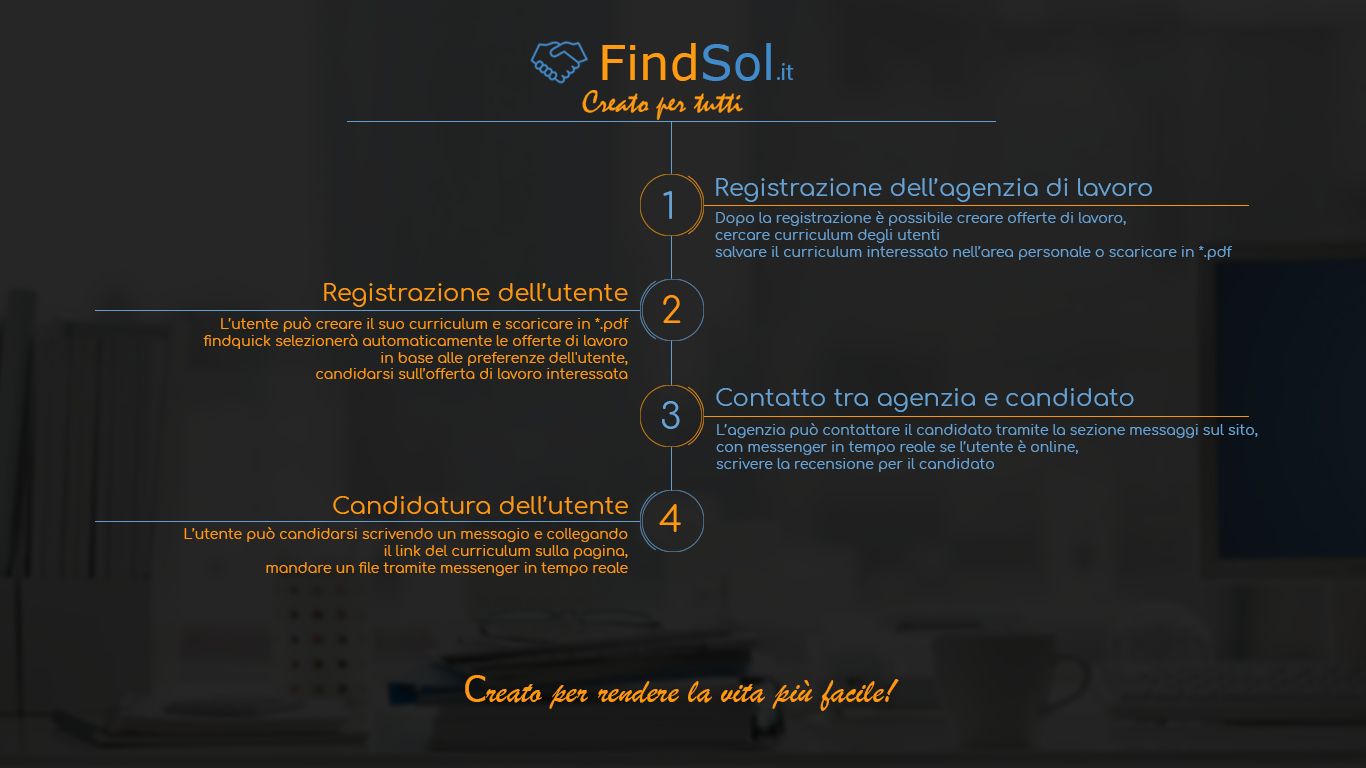 FindSol.it
Creato per tutti
1
Registrazione dell'agenzia di lavoro
Dopo la registrazione è possibile creare offerte di lavoro,
cercare curriculum degli utenti
salvare il curriculum interessato nell'area personale o scaricare in *.pdf
2
Registrazione dell'utente
L'utente può creare il suo curriculum e scaricare in *.pdf
findquick selezionerà automaticamente le offerte di lavoro
in base alle preferenze dell'utente,
candidarsi sull'offerta di lavoro interessata
3
Contatto tra agenzia e candidato
L'agenzia può contattare il candidato tramite la sezione messaggi sul sito,
con messenger in tempo reale se l'utente è online,
scrivere la recensione per il candidato
4
Candidatura dell'utente
L'utente può candidarsi scrivendo un messagio e collegando
il link del curriculum sulla pagina,
mandare un file tramite messenger in tempo reale
Creato per rendere la vita più facile!